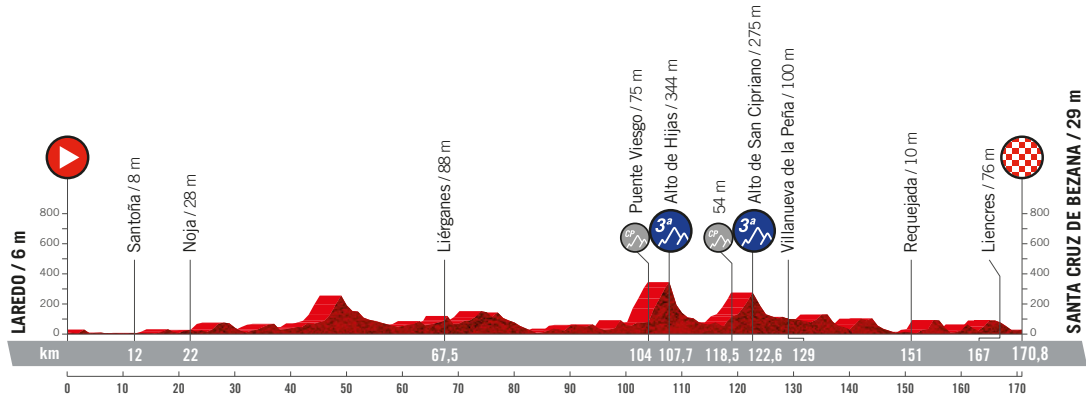 LAREDO / 6 m
Santoña / 8 m
Noja / 28 m
Liérganes / 88 m
Puente Viesgo / 75 m
Alto de Hijas / 344 m
54 m
Alto de San Cipriano / 275 m
Villanueva de la Peña / 100 m
Requejada / 10 m
Liencres / 76 m
SANTA CRUZ DE BEZANA / 29 m
CP
3ª
CP
3ª
800
600
400
200
0
800
600
400
200
0
km 12 22 67,5 104 107,7 118,5 122,6 129 151 167 170,8
0 10 20 30 40 50 60 70 80 90 100 110 120 130 140 150 160 170